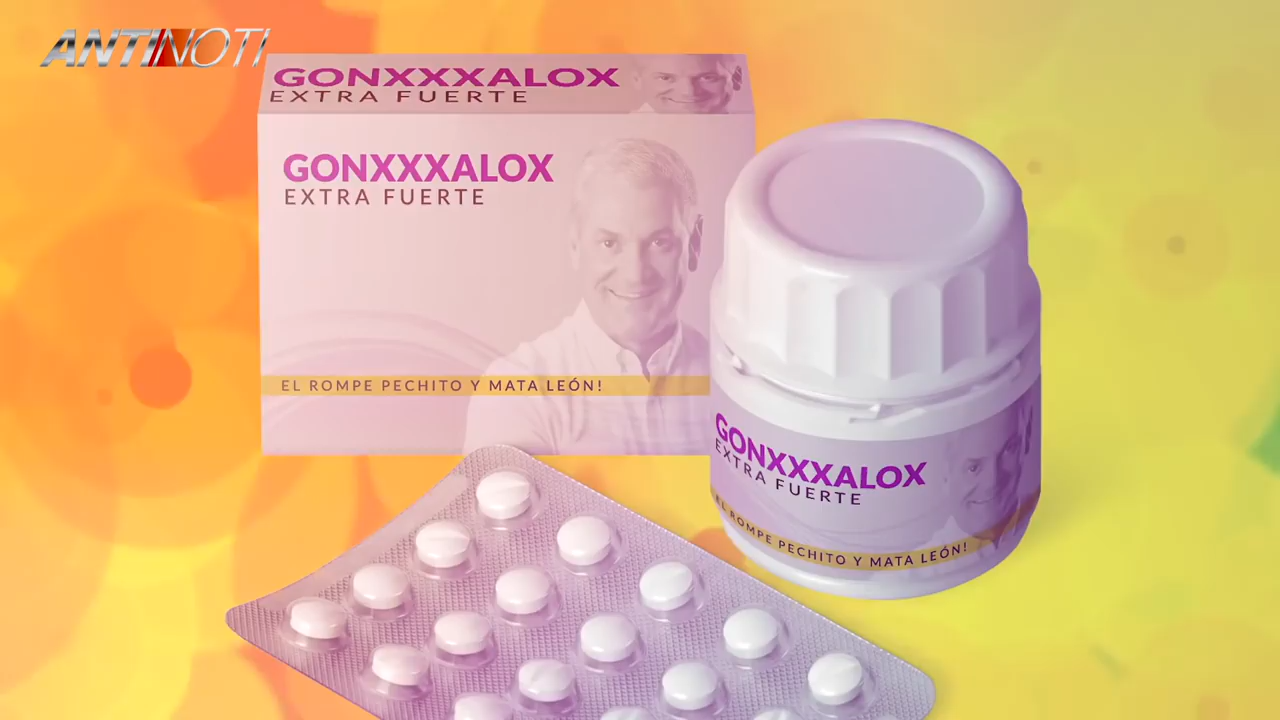 ANTINOTI
GONXXXALOX
EXTRA FUERTE
GONXXXALOX
EXTRA FUERTE
EL ROMPE PECHITO Y MATA LEÓN!
GONXXXALOX
EXTRA FUERTE
EL ROMPE PECHITO Y MATA LEÓN!